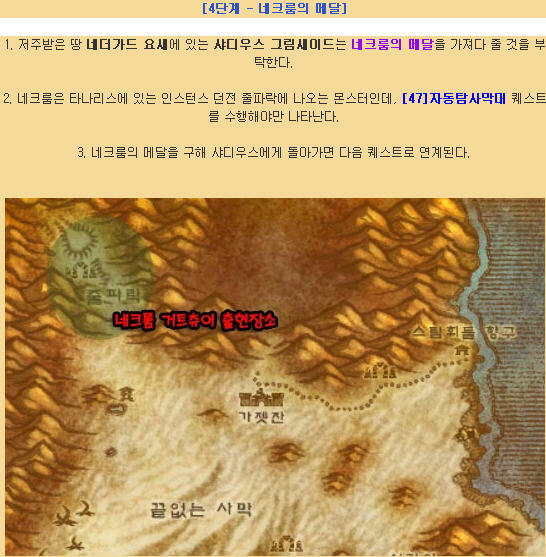 [4단계 - 네크룸의 메달]
1. 저주받은 땅 네더가드 요새에 있는 샤디우스 그림쉐이드는 네크룸의 메달을 가져다 줄 것을 부
탁한다.
2. 네크룸은 타나리스에 있는 인스턴스 던전 줄파락에 나오는 몬스터인데, [47]자동탐사막대 퀘스트
를 수행해야만 나타난다.
3. 네크룸의 메달을 구해 샤디우스에게 돌아가면 다음 퀘스트로 연계된다.
줄파락
네크룸 거트츄어 출현장소
스팀휘들 항구
가젯잔
끝없는 사막